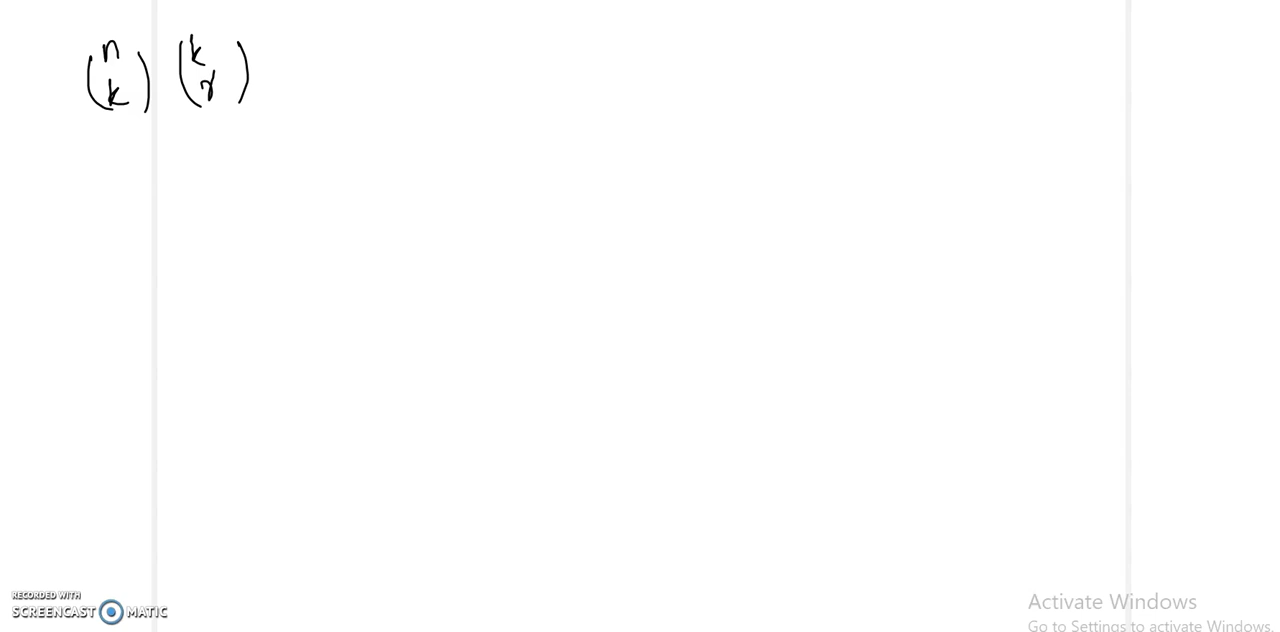 (n k) (k r)
RECORDED WITH
SCREENCAST MATIC
Activate Windows
Go to Settings to activate Windows.